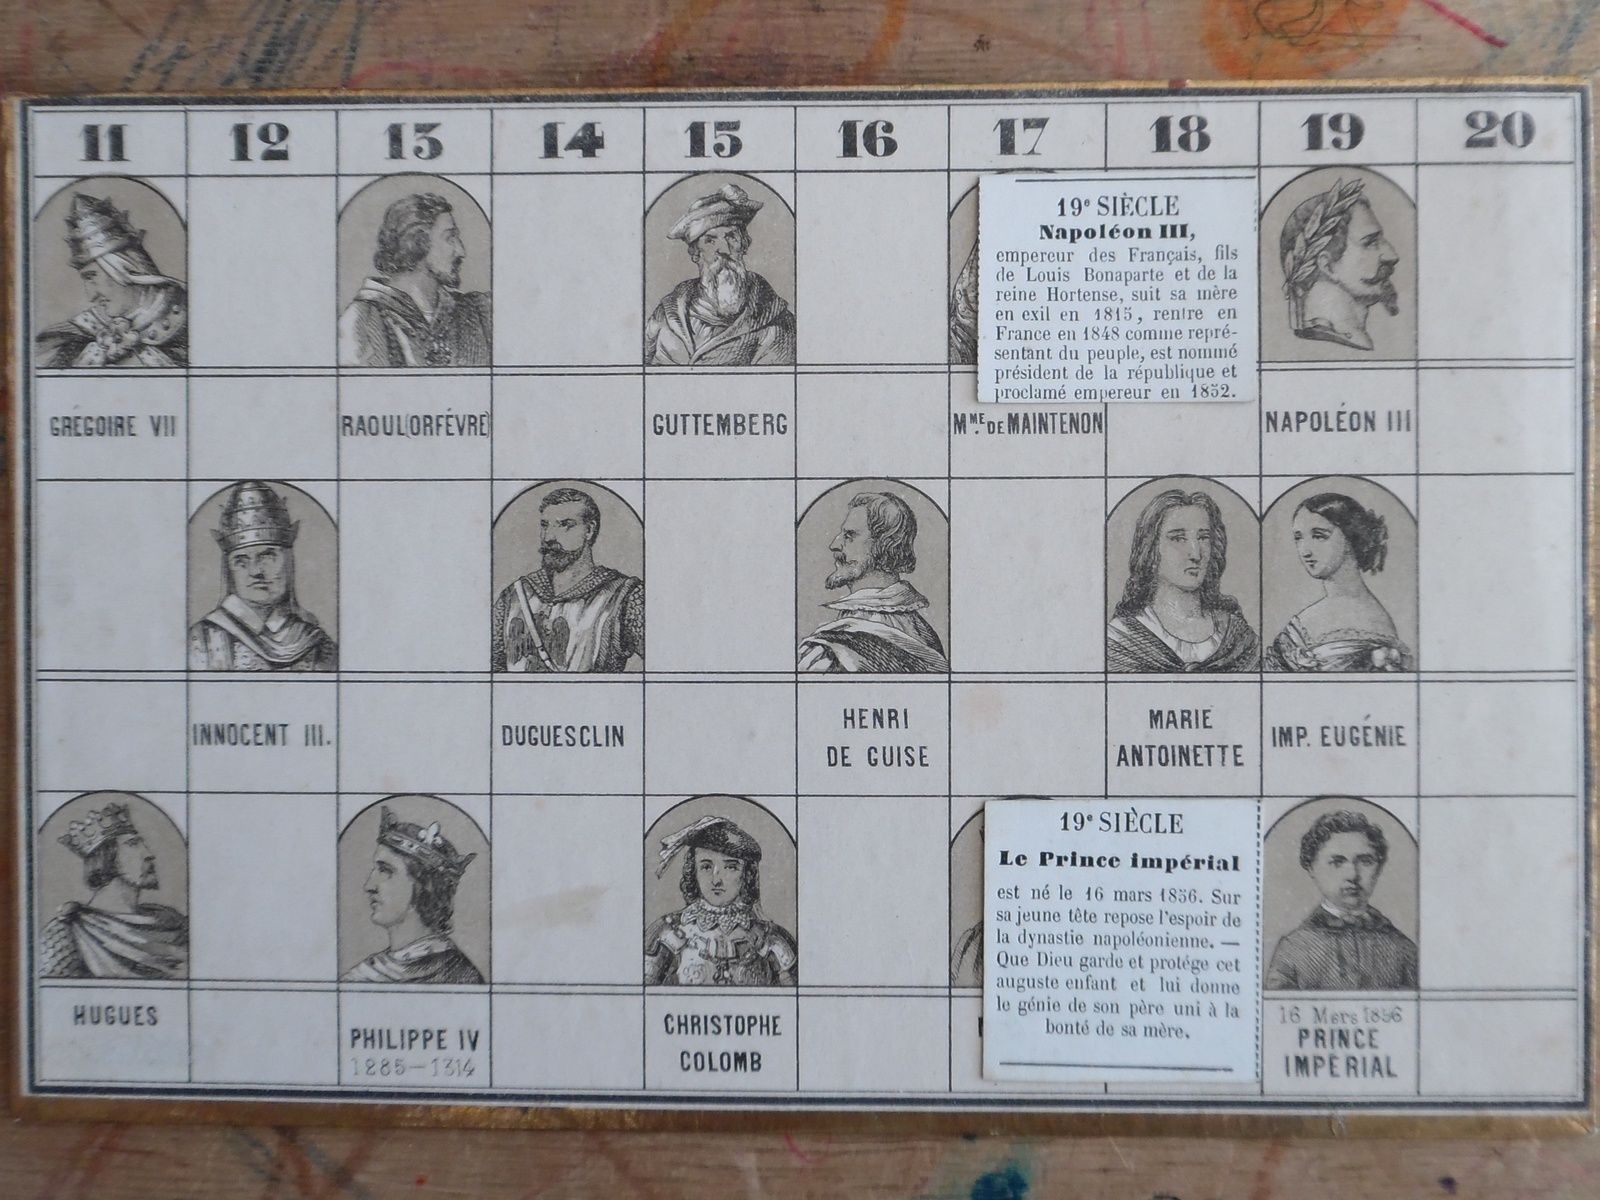 11 12 13 14 15 16 17 18 19 20
19e SIÈCLE
Napoléon III,
empereur des Français, fils
de Louis Bonaparte et de la
reine Hortense, suit sa mère
en exil en 1815, rentre en
France en 1848 comme repré-
sentant du peuple, est nommé
président de la république et
proclamé empereur en 1852.
GRÉGOIRE VII RAOUL (ORFÉVRE) GUTTEMBERG MME. DE MAINTENON NAPOLÉON III
INNOCENT III. DUGUESCLIN HENRI DE GUISE MARIE ANTOINETTE IMP. EUGÉNIE
19e SIÈCLE
Le Prince impérial
est né le 16 mars 1856. Sur
sa jeune tête repose l'espoir de
la dynastie napoléonienne. —
Que Dieu garde et protége cet
auguste enfant et lui donne
le génie de son père uni à la
bonté de sa mère.
HUGUES
PHILIPPE IV
1285-1314
CHRISTOPHE
COLOMB
16 Mers 1856
PRINCE
IMPÉRIAL